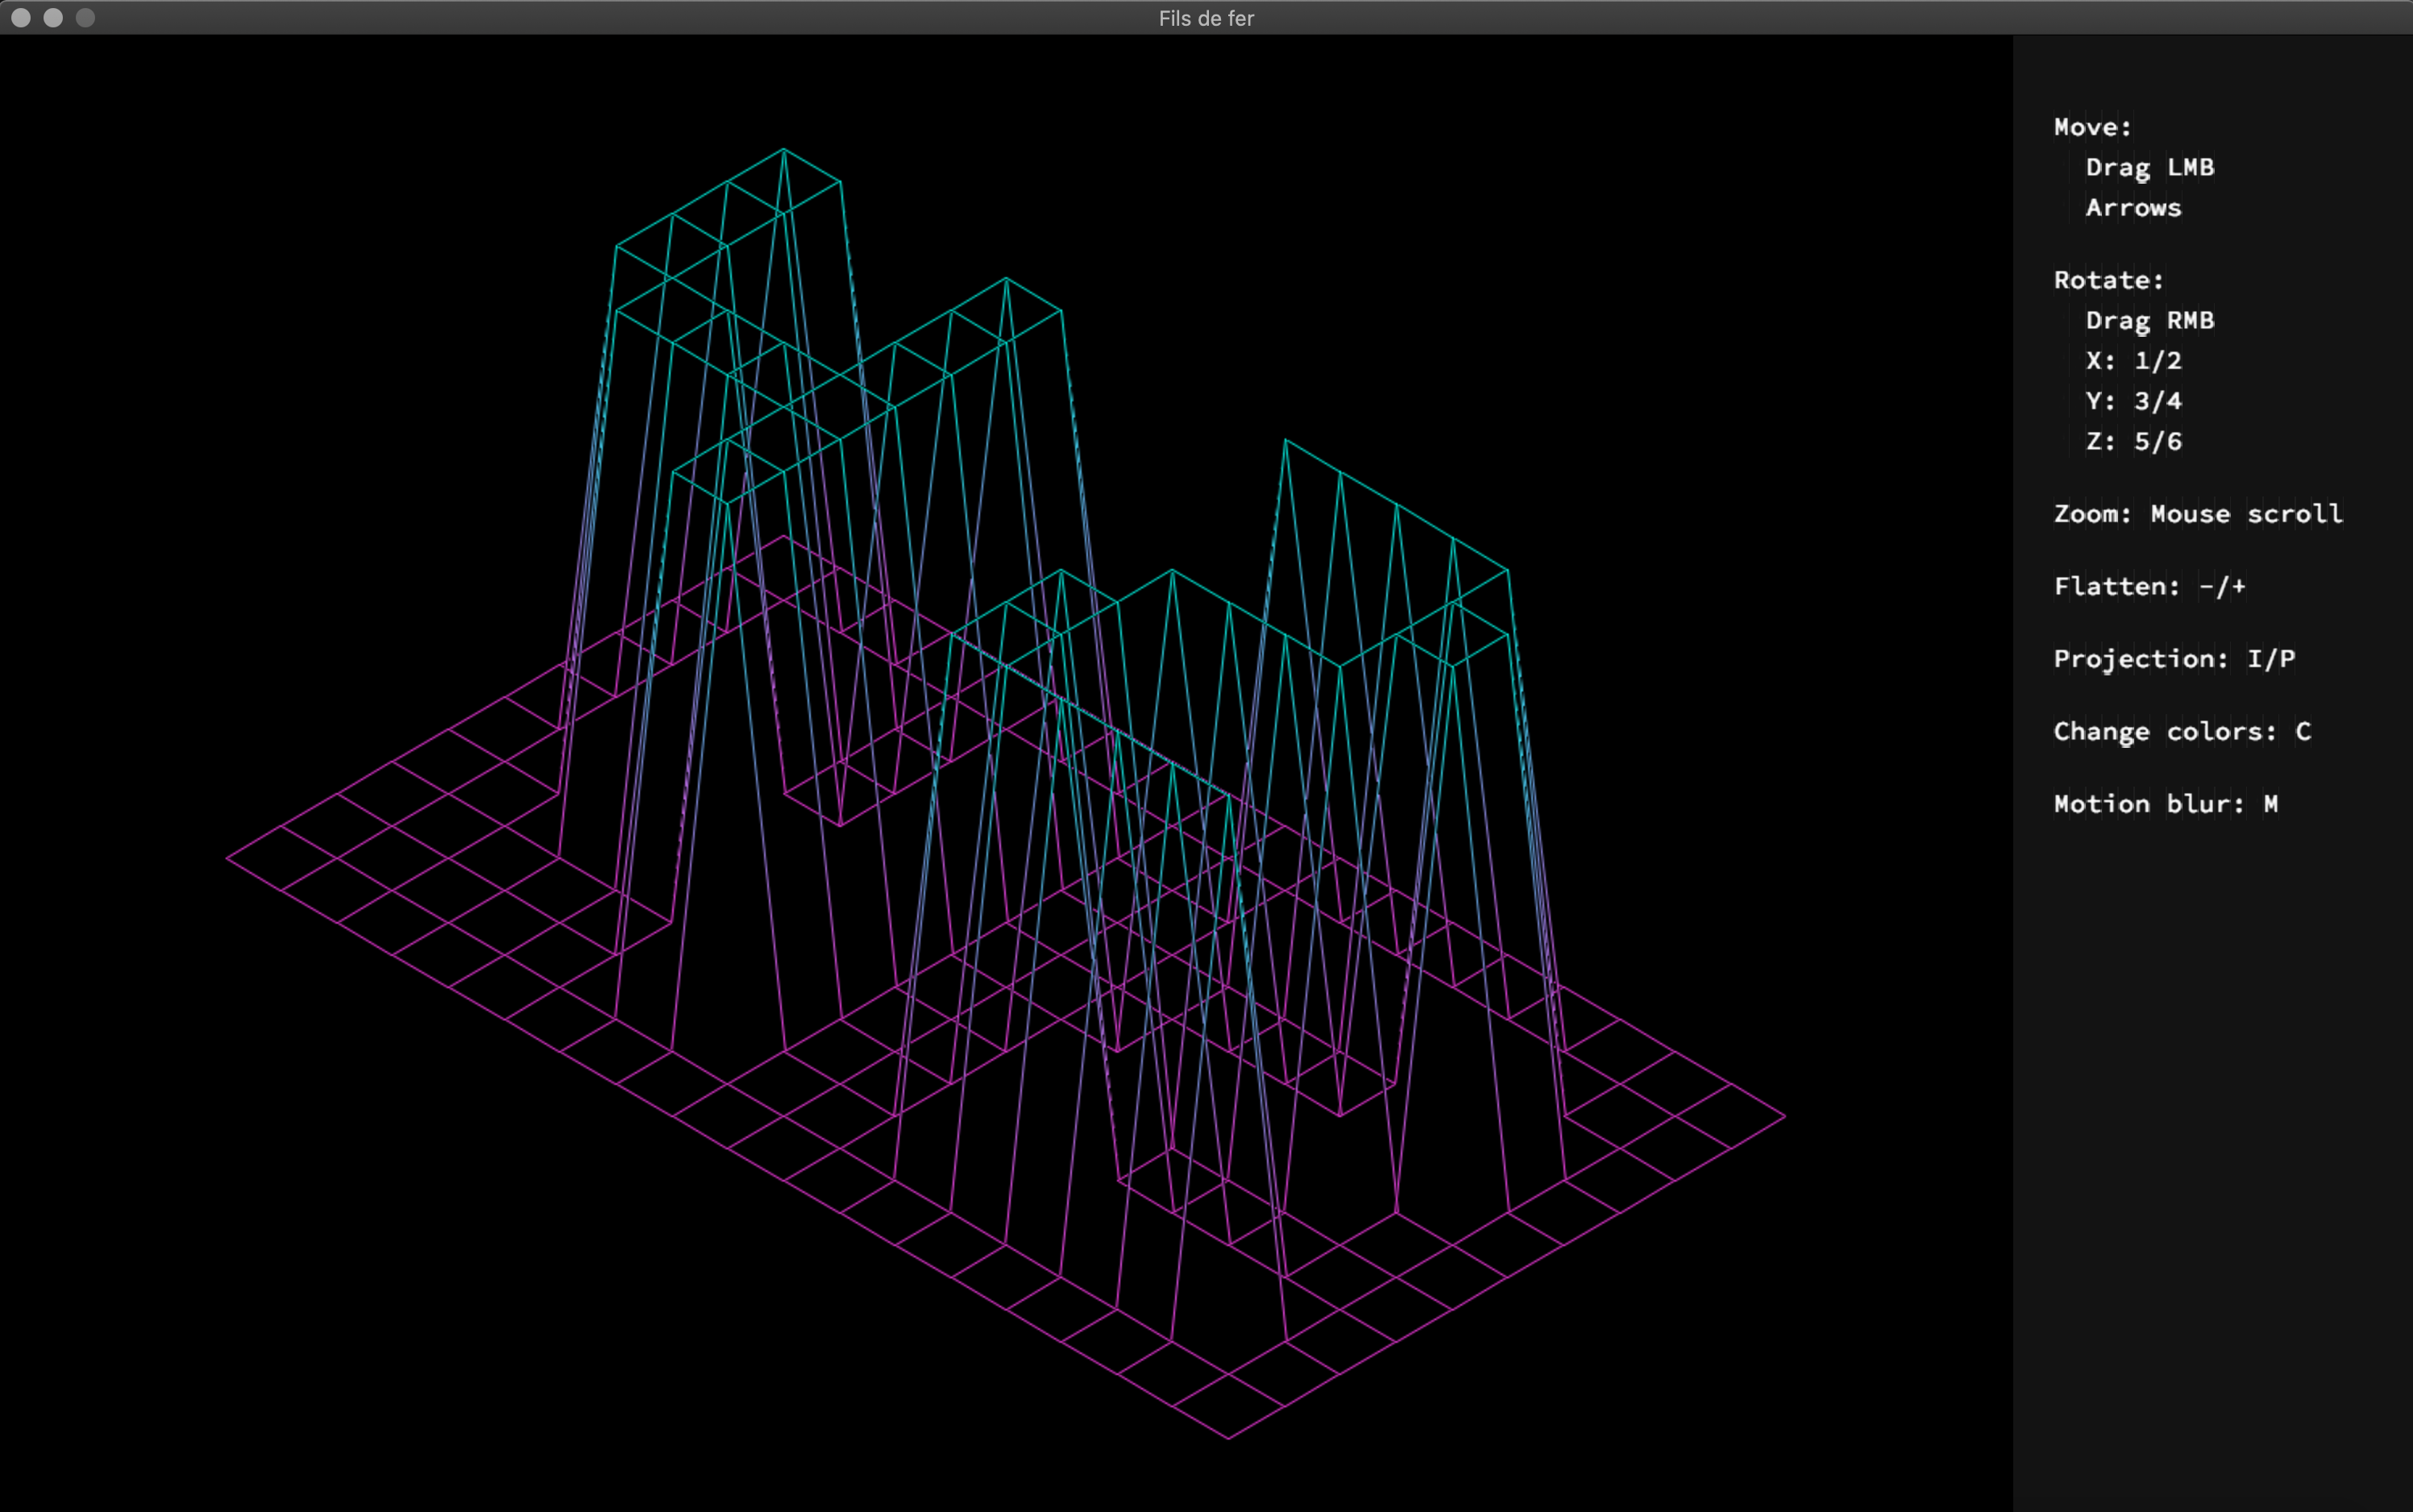 Fils de fer
Move:
Drag LMB
Arrows
Rotate:
Drag RMB
X: 1/2
Y: 3/4
Z: 5/6
Zoom: Mouse scroll
Flatten: -/+
Projection: I/P
Change colors: C
Motion blur: M